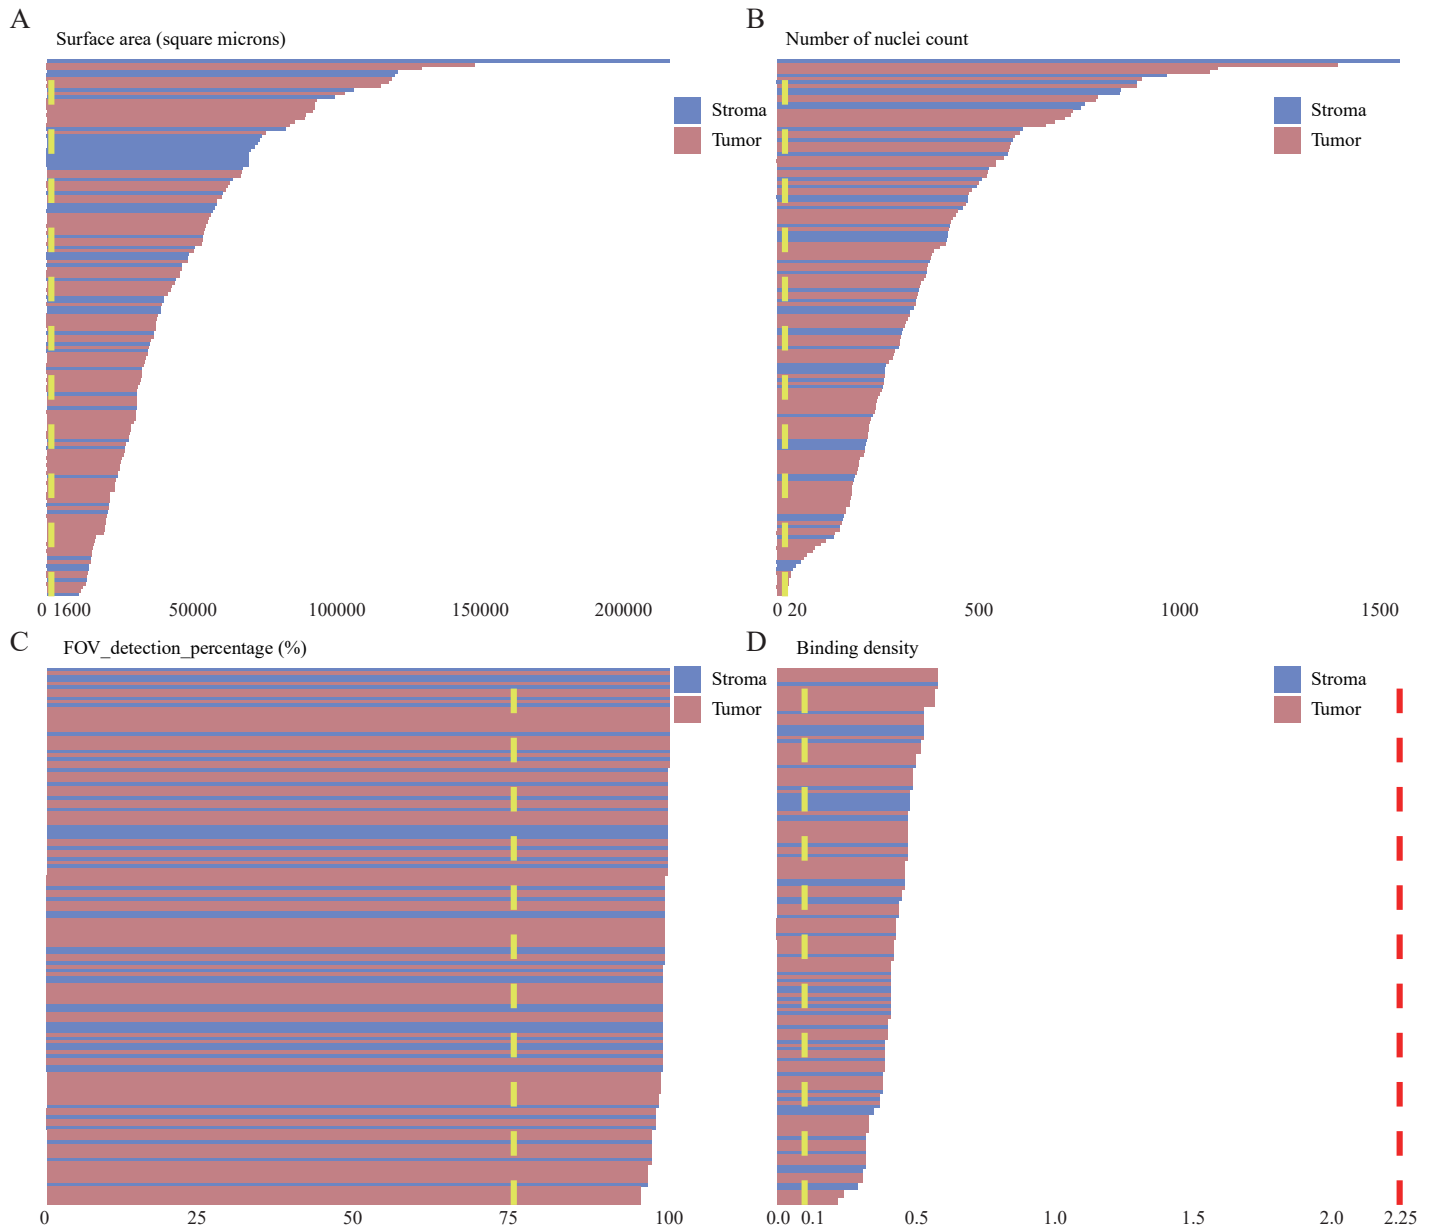 A
Surface area (square microns)
Stroma
Tumor
0 1600 50000 100000 150000 200000
B
Number of nuclei count
Stroma
Tumor
0 20 500 1000 1500
C
FOV_detection_percentage (%)
Stroma
Tumor
0 25 50 75 100
D
Binding density
Stroma
Tumor
0.0 0.1 0.5 1.0 1.5 2.0 2.25